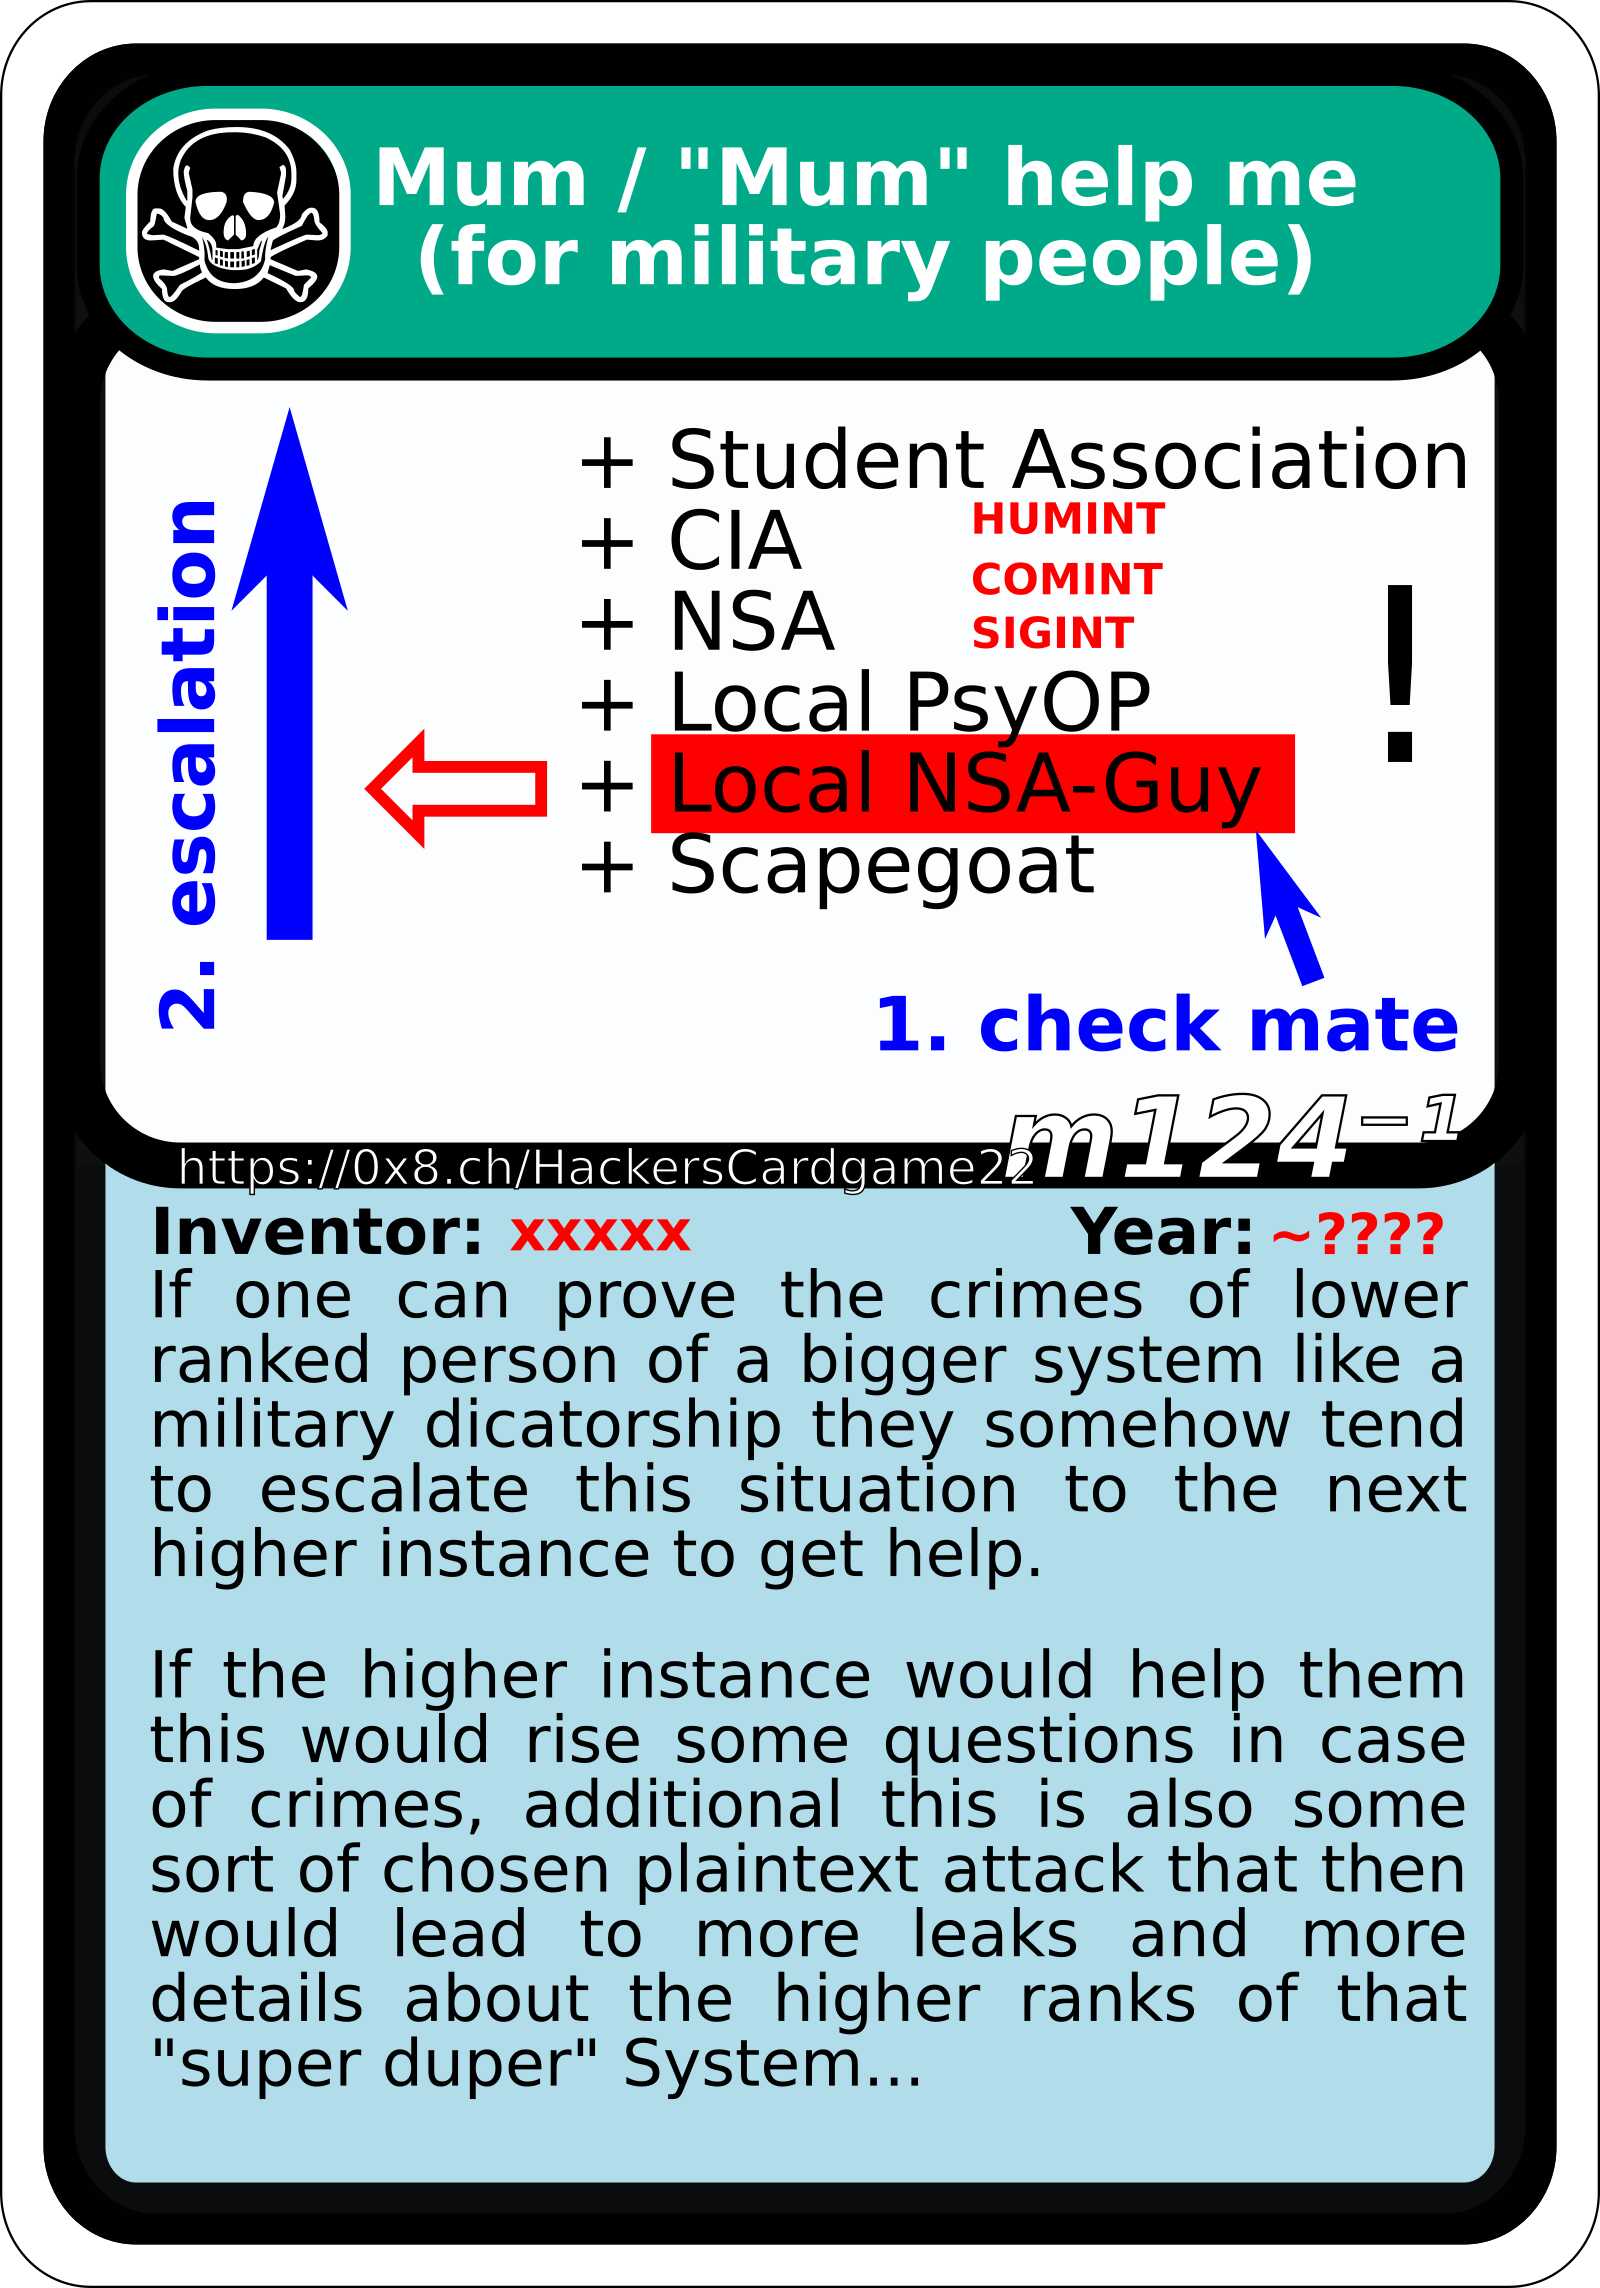 Mum / "Mum" help me
(for military people)
+ Student Association
+ CIA HUMINT
COMINT
+ NSA SIGINT
+ Local PsyOP
+ Local NSA-Guy
+ Scapegoat
!
2. escalation
1. check mate
m124⁻¹
https://0x8.ch/HackersCardgame22
Inventor: xxxxx Year: ~????
If one can prove the crimes of lower
ranked person of a bigger system like a
military dicatorship they somehow tend
to escalate this situation to the next
higher instance to get help.
If the higher instance would help them
this would rise some questions in case
of crimes, additional this is also some
sort of chosen plaintext attack that then
would lead to more leaks and more
details about the higher ranks of that
"super duper" System...